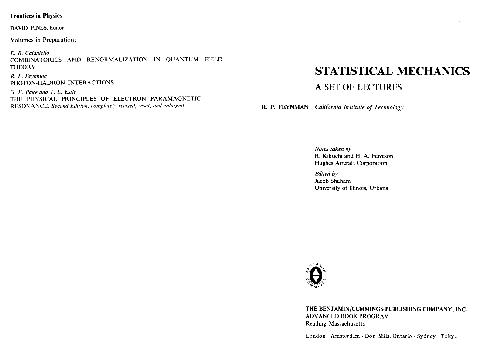 Frontiers in Physics
DAVID PINES, Editor
Volumes in Preparation:
E. R. Caianiello
COMBINATORICS AND RENORMALIZATION IN QUANTUM FIELD
THEORY
R. P. Feynman
PHOTON-HADRON INTERACTIONS
THE PHYSICAL PRINCIPLES OF ELECTRON PARAMAGNETIC
RESONANCE, Second Edition, completely revised, reset, and enlarged
STATISTICAL MECHANICS
A SET OF LECTURES
R. P. FEYNMAN California Institute of Technology
Notes taken by
R. Kikuchi and H. A. Feiveson
Hughes Aircraft Corporation
Edited by
Jacob Shaham
University of Illinois, Urbana
THE BENJAMIN/CUMMINGS PUBLISHING COMPANY, INC.
ADVANCED BOOK PROGRAM
Reading, Massachusetts
London · Amsterdam · Don Mills, Ontario · Sydney · Tokyo